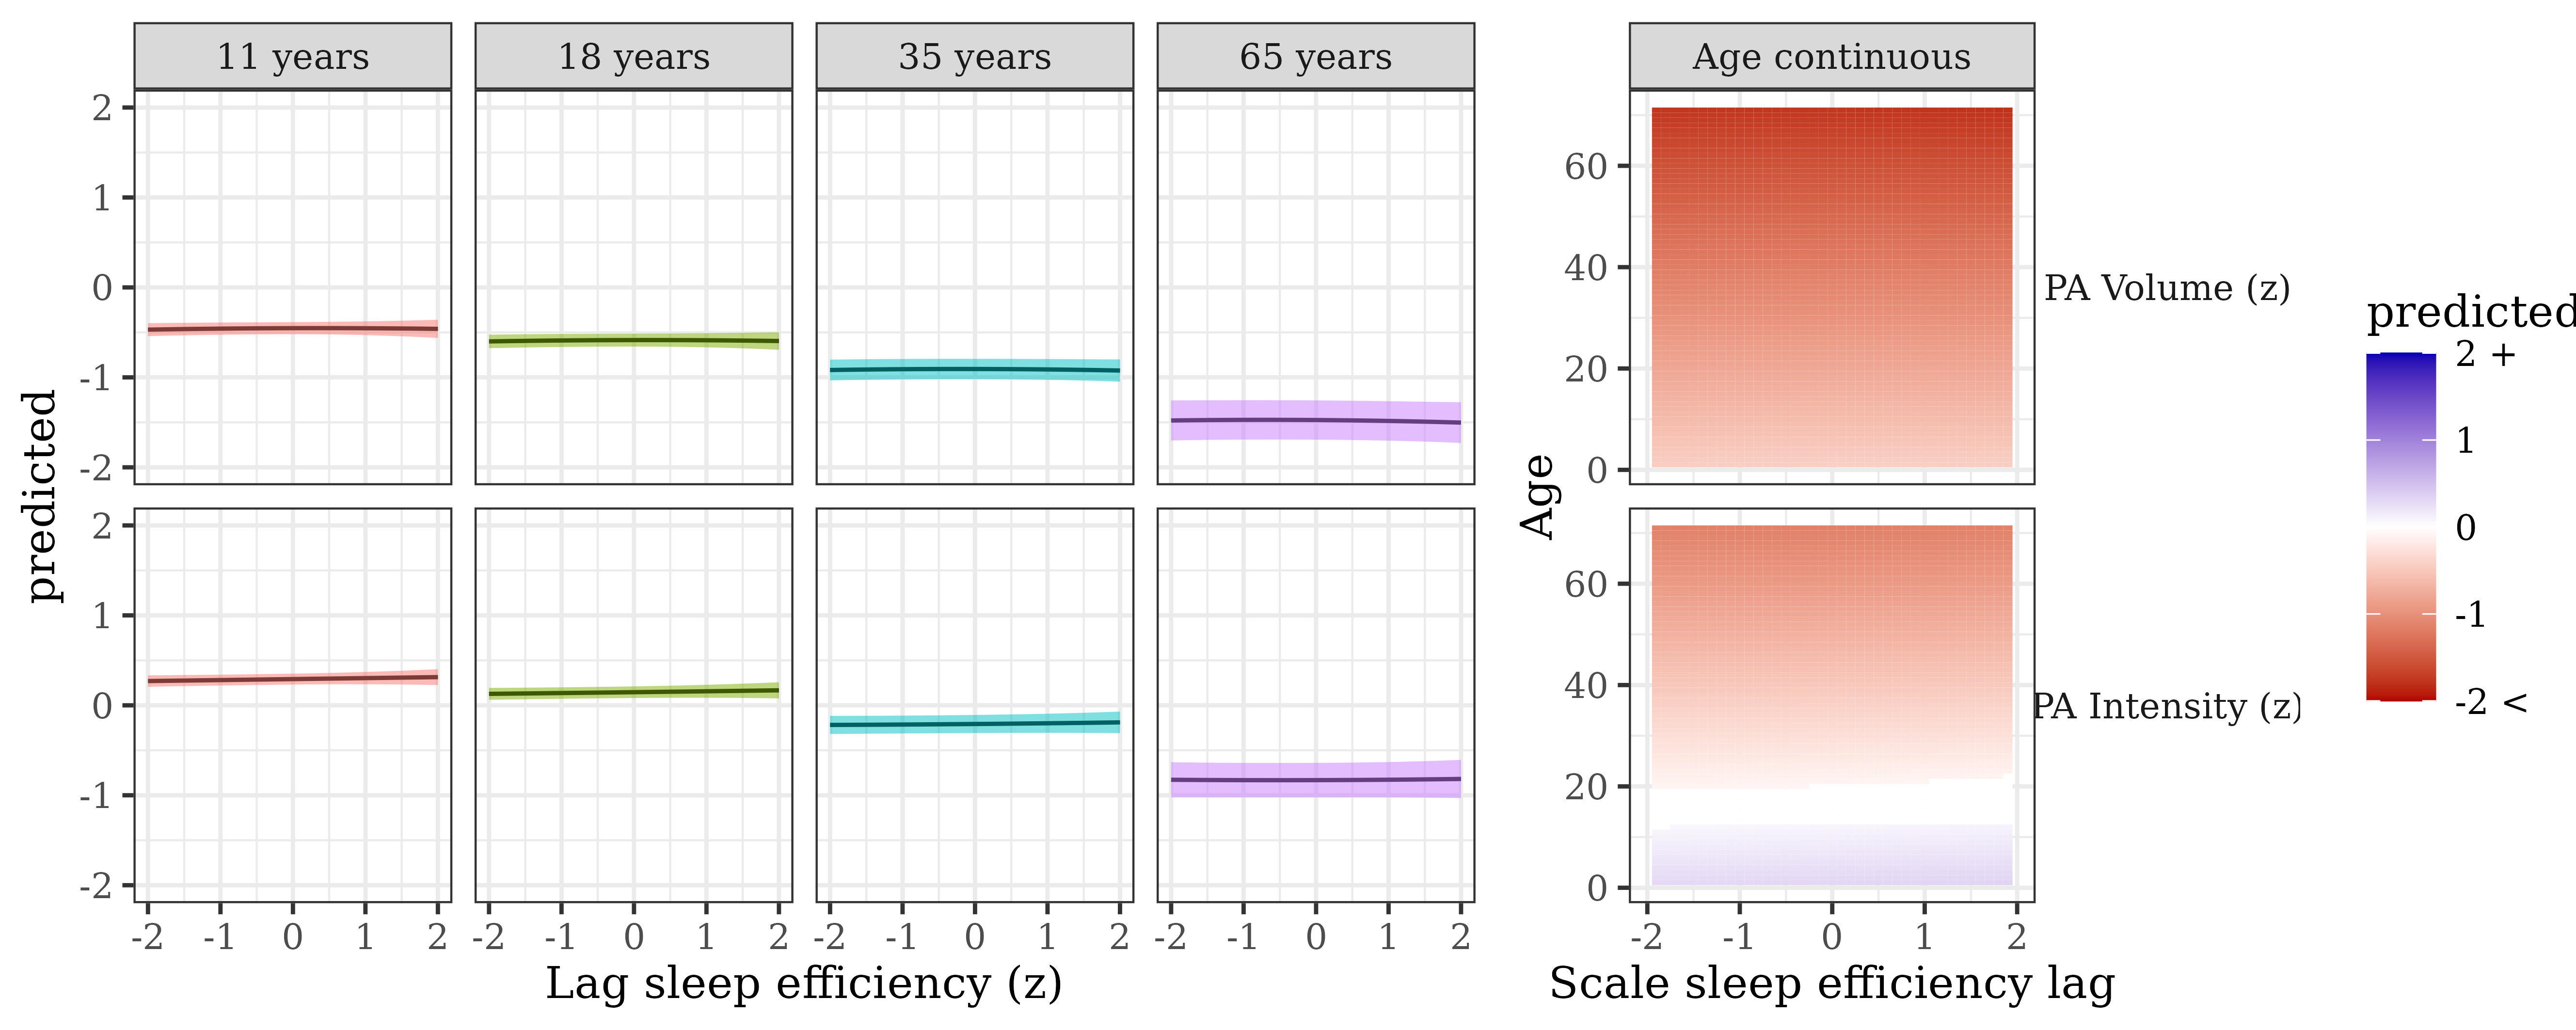 11 years
18 years
35 years
65 years
Age continuous
2
1
0
-1
-2
60
40
20
0
PA Volume (z)
predicted
2 +
1
0
-1
-2 <
predicted
Age
2
1
0
-1
-2
60
40
20
0
PA Intensity (z)
-2 -1 0 1 2
-2 -1 0 1 2
-2 -1 0 1 2
-2 -1 0 1 2
-2 -1 0 1 2
Lag sleep efficiency (z)
Scale sleep efficiency lag